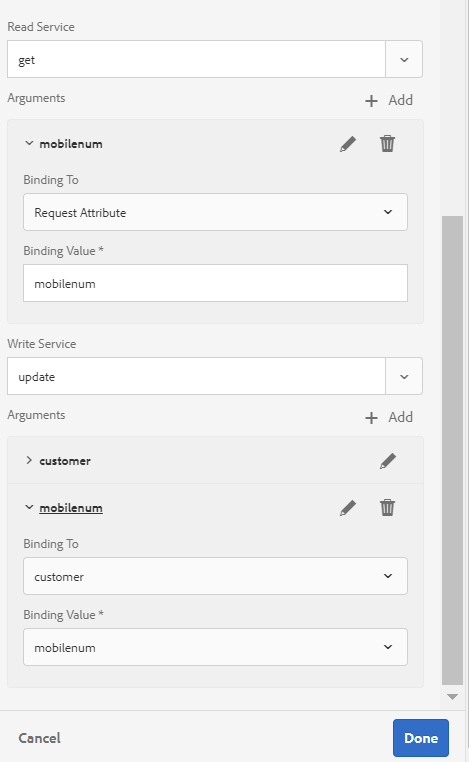 Read Service
get
Arguments
Add
mobilenum
Binding To
Request Attribute
Binding Value *
mobilenum
Write Service
update
Arguments
Add
customer
mobilenum
Binding To
customer
Binding Value *
mobilenum
Cancel
Done